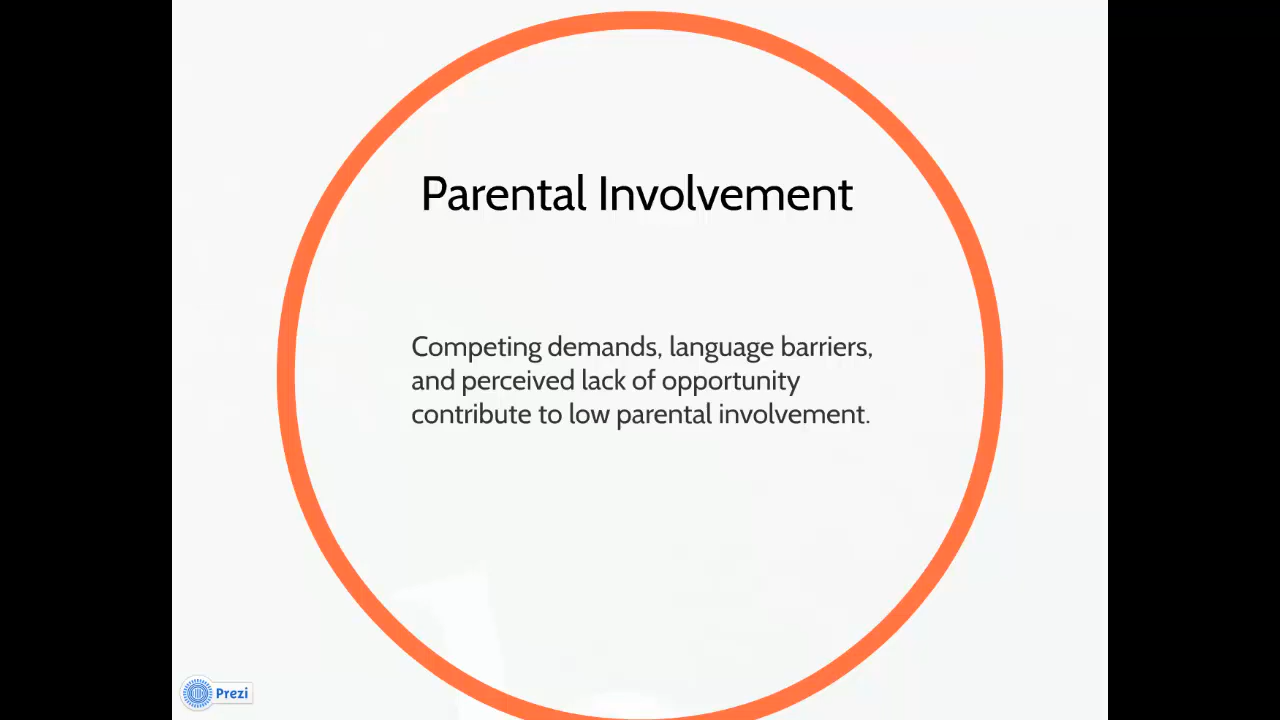 Parental Involvement
Competing demands, language barriers,
and perceived lack of opportunity
contribute to low parental involvement.
Prezi